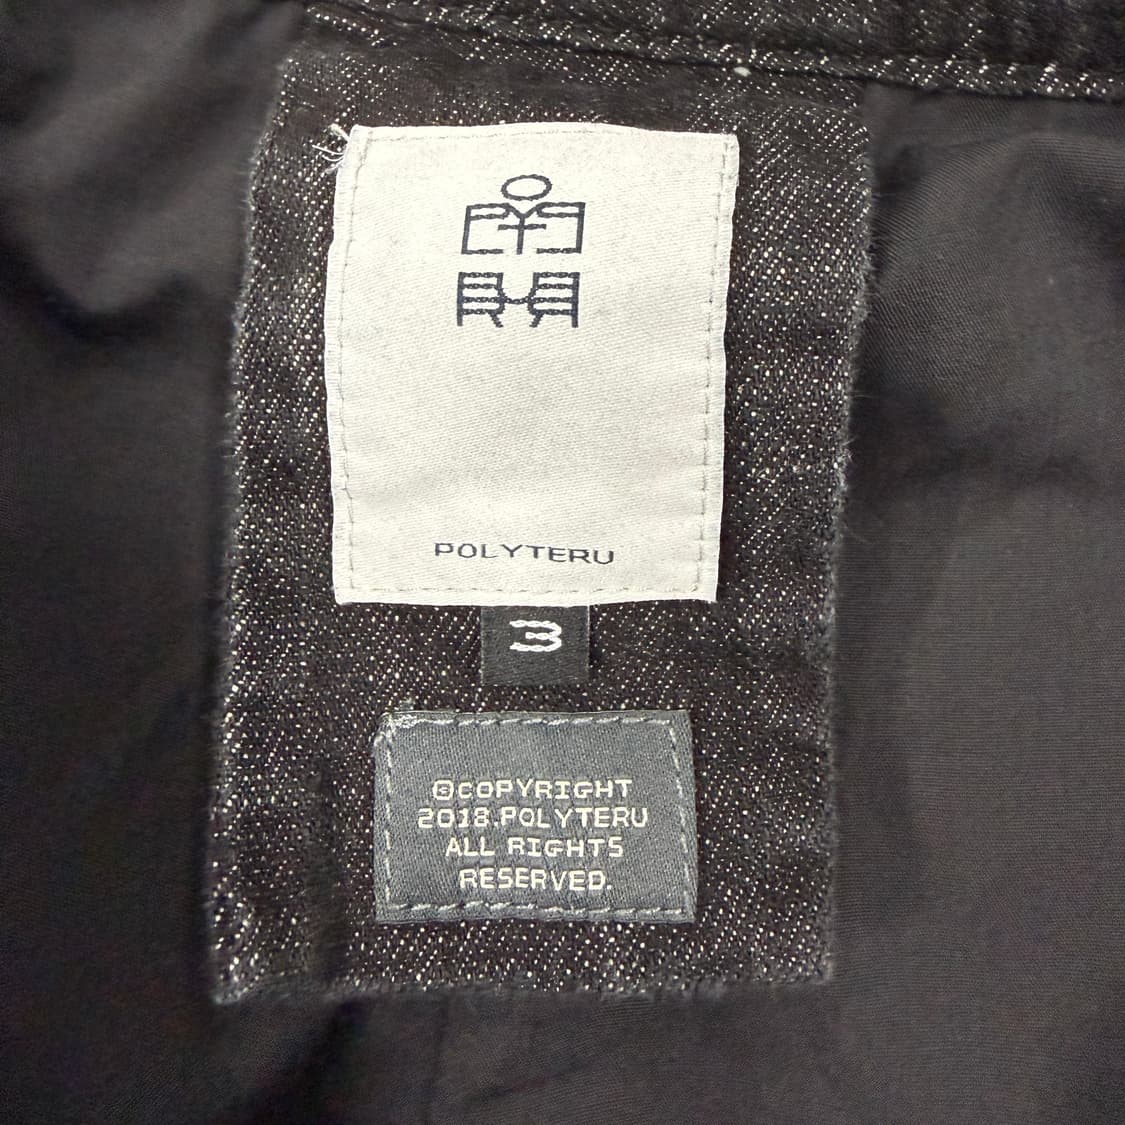 POLYTERU
3
©COPYRIGHT
2018.POLYTERU
ALL RIGHTS
RESERVED.